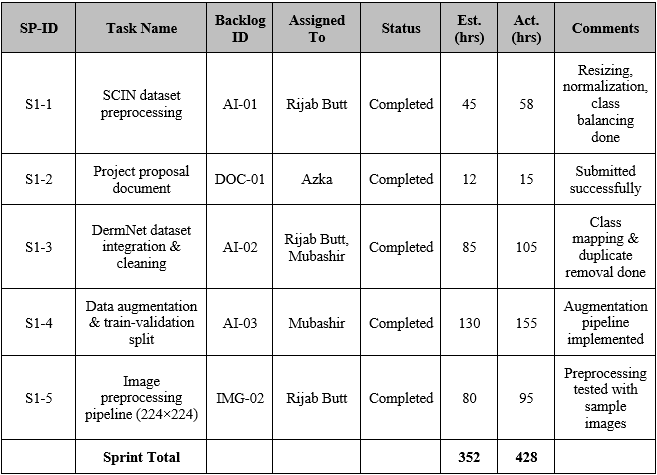 SP-ID Task Name Backlog ID Assigned To Status Est. (hrs) Act. (hrs) Comments
S1-1 SCIN dataset preprocessing AI-01 Rijab Butt Completed 45 58 Resizing, normalization, class balancing done
S1-2 Project proposal document DOC-01 Azka Completed 12 15 Submitted successfully
S1-3 DermNet dataset integration & cleaning AI-02 Rijab Butt, Mubashir Completed 85 105 Class mapping & duplicate removal done
S1-4 Data augmentation & train-validation split AI-03 Mubashir Completed 130 155 Augmentation pipeline implemented
S1-5 Image preprocessing pipeline (224×224) IMG-02 Rijab Butt Completed 80 95 Preprocessing tested with sample images
Sprint Total 352 428